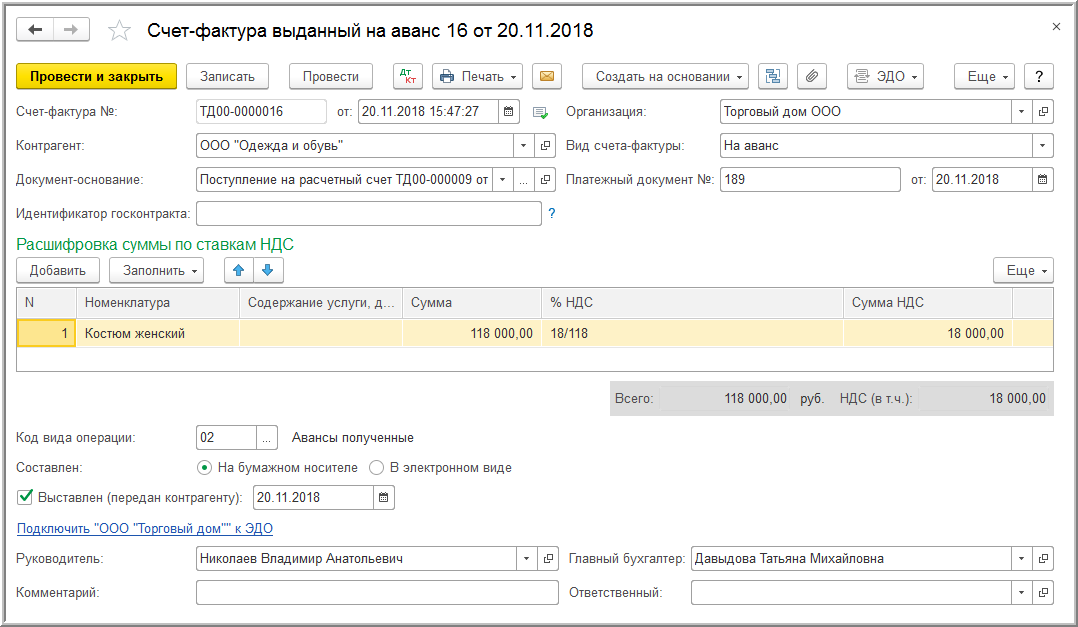 Счет-фактура выданный на аванс 16 от 20.11.2018
Провести и закрыть Записать Провести Дт Кт Печать Создать на основании ЭДО Еще ?
Счет-фактура №: ТД00-0000016 от: 20.11.2018 15:47:27 Организация: Торговый дом ООО
Контрагент: ООО "Одежда и обувь" Вид счета-фактуры: На аванс
Документ-основание: Поступление на расчетный счет ТД00-000009 от ... Платежный документ №: 189 от: 20.11.2018
Идентификатор госконтракта: ?
Расшифровка суммы по ставкам НДС
Добавить Заполнить Еще
N Номенклатура Содержание услуги, д... Сумма % НДС Сумма НДС
1 Костюм женский 118 000,00 18/118 18 000,00
Всего: 118 000,00 руб. НДС (в т.ч.): 18 000,00
Код вида операции: 02 ... Авансы полученные
Составлен: На бумажном носителе В электронном виде
Выставлен (передан контрагенту): 20.11.2018
Подключить "ООО "Торговый дом"" к ЭДО
Руководитель: Николаев Владимир Анатольевич Главный бухгалтер: Давыдова Татьяна Михайловна
Комментарий: Ответственный: